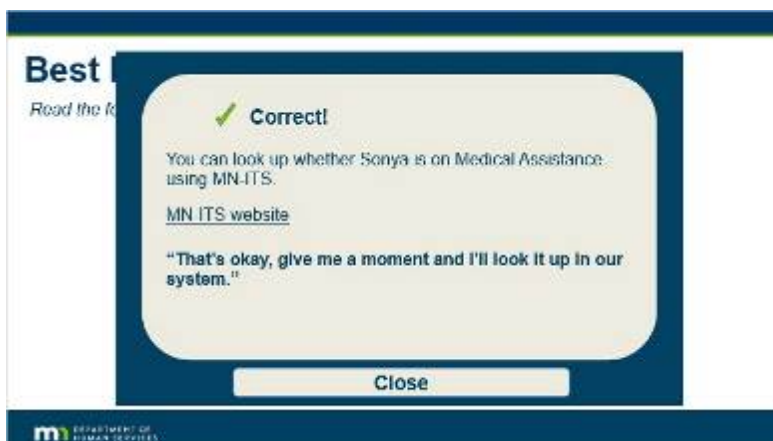 Best
Read the fo
Correct!
You can look up whether Sonya is on Medical Assistance
using MN-ITS.
MN ITS website
“That's okay, give me a moment and I'll look it up in our
system.”
Close
mn DEPARTMENT OF
HUMAN SERVICES